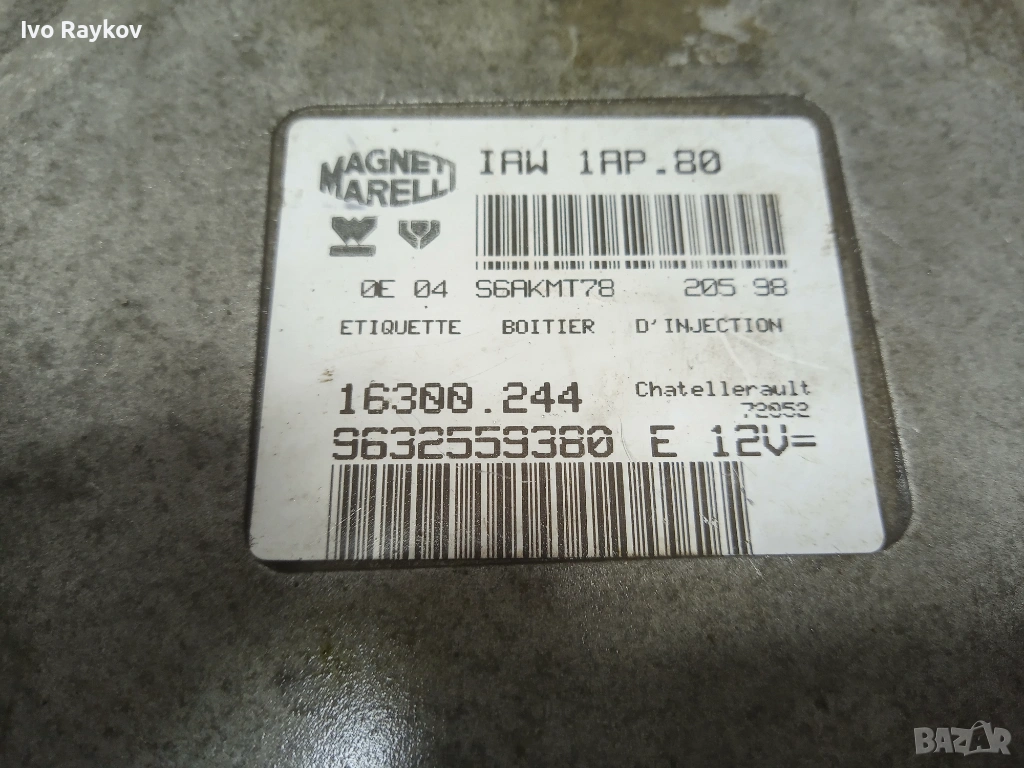 Ivo Raykov
MAGNETI MARELLI
IAW 1AP.80
0E 04 S6AKMT78 205 98
ETIQUETTE BOITIER D'INJECTION
16300.244 Chatellerault
72052
9632559380 E 12V=
BAZAR